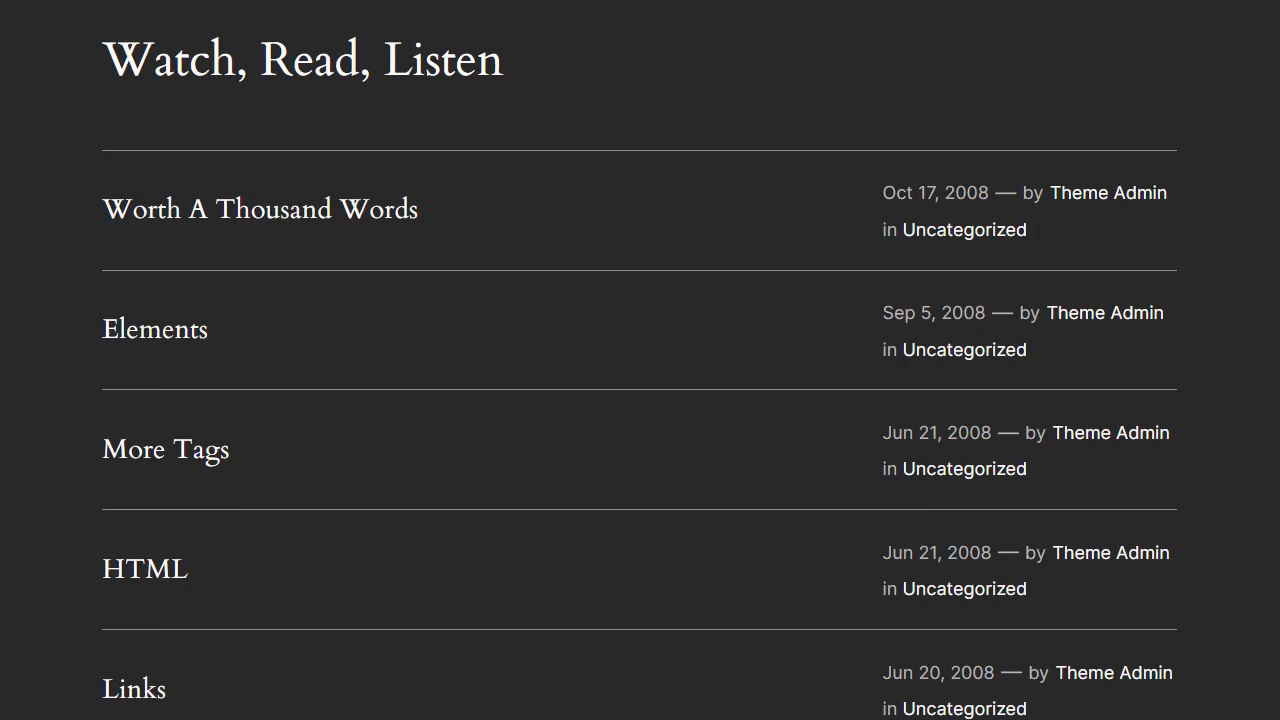 Watch, Read, Listen
Worth A Thousand Words
Oct 17, 2008 — by Theme Admin
in Uncategorized
Elements
Sep 5, 2008 — by Theme Admin
in Uncategorized
More Tags
Jun 21, 2008 — by Theme Admin
in Uncategorized
HTML
Jun 21, 2008 — by Theme Admin
in Uncategorized
Links
Jun 20, 2008 — by Theme Admin
in Uncategorized